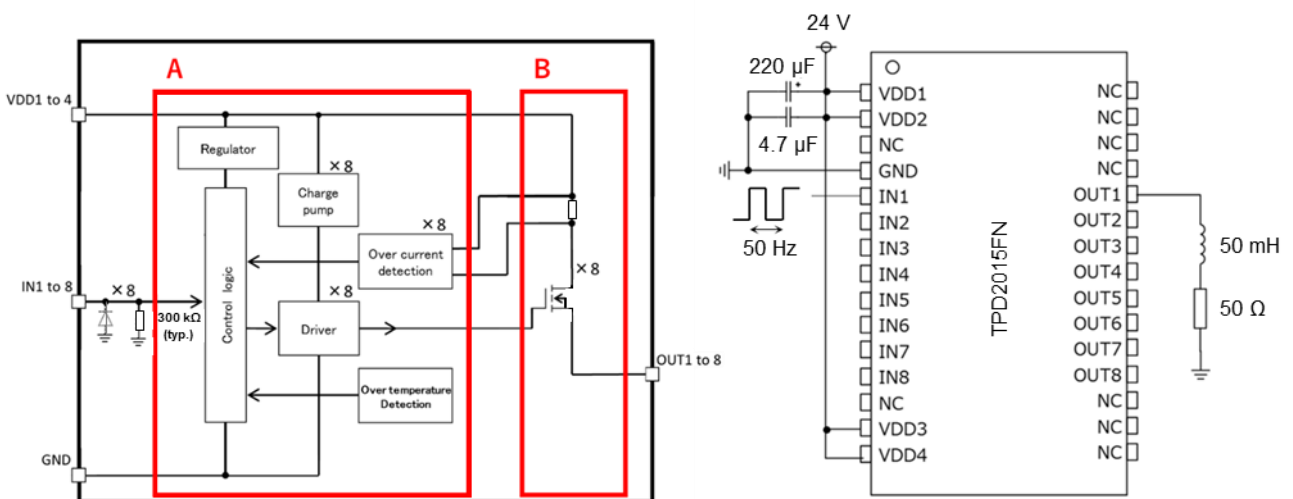 A
B
VDD1 to 4
Regulator
×8
Charge
pump
×8
Over current
detection
×8
IN1 to 8
×8
300 kΩ
(typ.)
Control logic
×8
Driver
OUT1 to 8
Over temperature
Detection
GND
24 V
220 µF
+
4.7 µF
50 Hz
VDD1
VDD2
NC
GND
IN1
IN2
IN3
IN4
IN5
IN6
IN7
IN8
NC
VDD3
VDD4
TPD2015FN
NC
NC
NC
NC
OUT1
OUT2
OUT3
OUT4
OUT5
OUT6
OUT7
OUT8
NC
NC
NC
50 mH
50 Ω